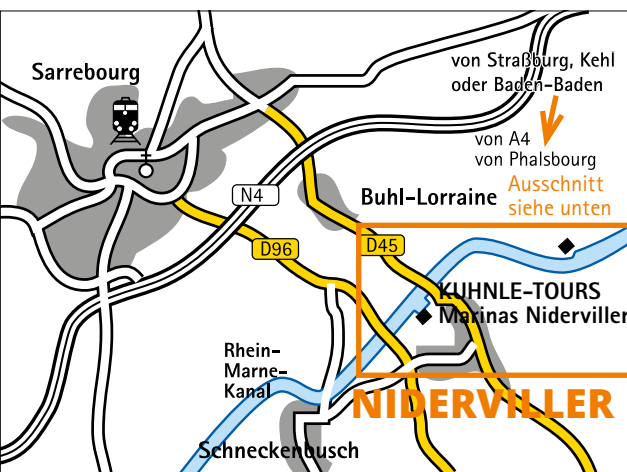 Sarrebourg
von Straßburg, Kehl
oder Baden-Baden
von A4
von Phalsbourg
Ausschnitt
siehe unten
N4
Buhl-Lorraine
D96
D45
KUHNLE-TOURS
Marinas Niderviller
Rhein-
Marne-
Kanal
NIDERVILLER
Schneckenbusch